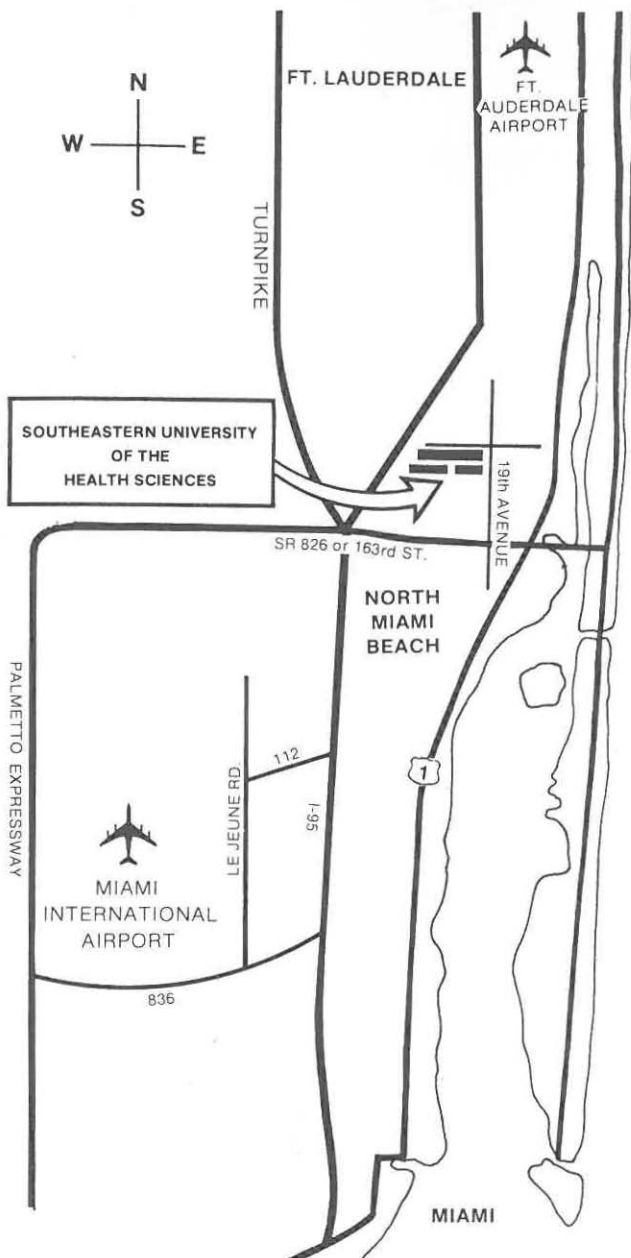 N
W E
S
FT. LAUDERDALE
FT.
AUDERDALE
AIRPORT
TURNPIKE
SOUTHEASTERN UNIVERSITY
OF THE
HEALTH SCIENCES
19th AVENUE
SR 826 or 163rd ST.
NORTH
MIAMI
BEACH
PALMETTO EXPRESSWAY
LE JEUNE RD.
112
I-95
1
MIAMI
INTERNATIONAL
AIRPORT
836
MIAMI